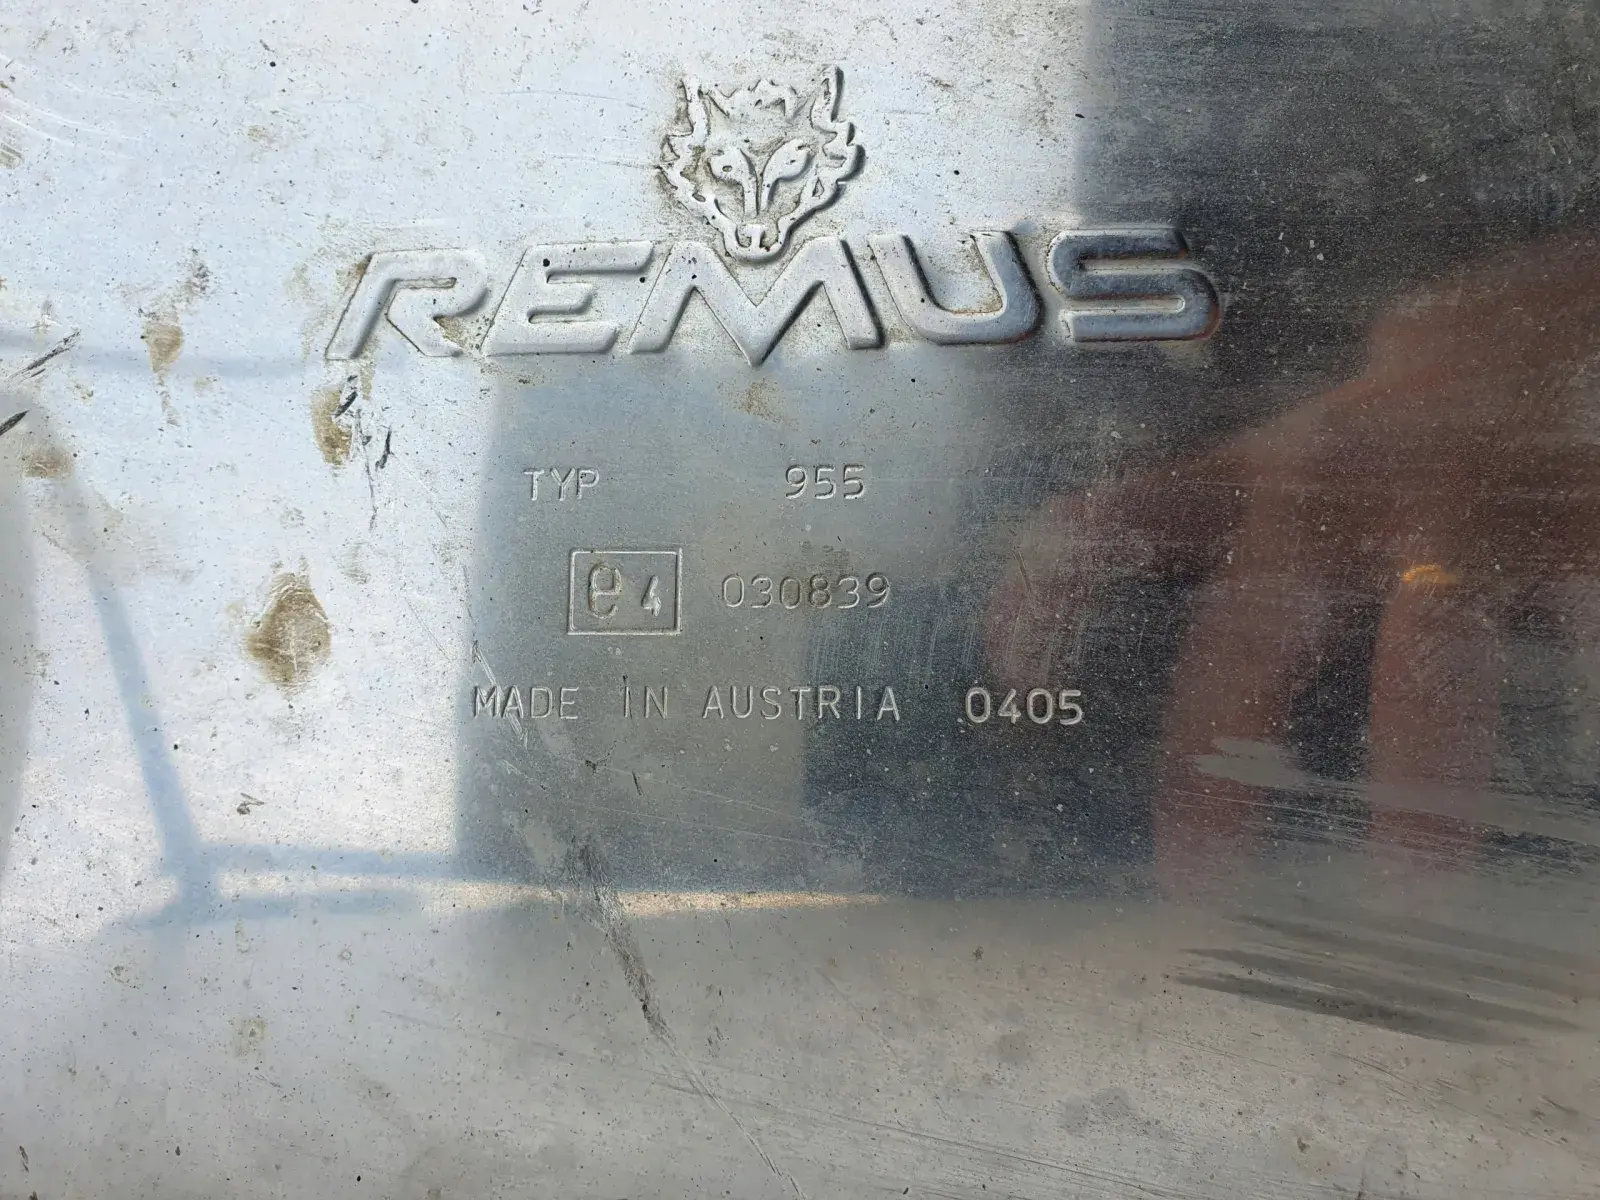 REMUS
TYP 955
e4 030839
MADE IN AUSTRIA 0405